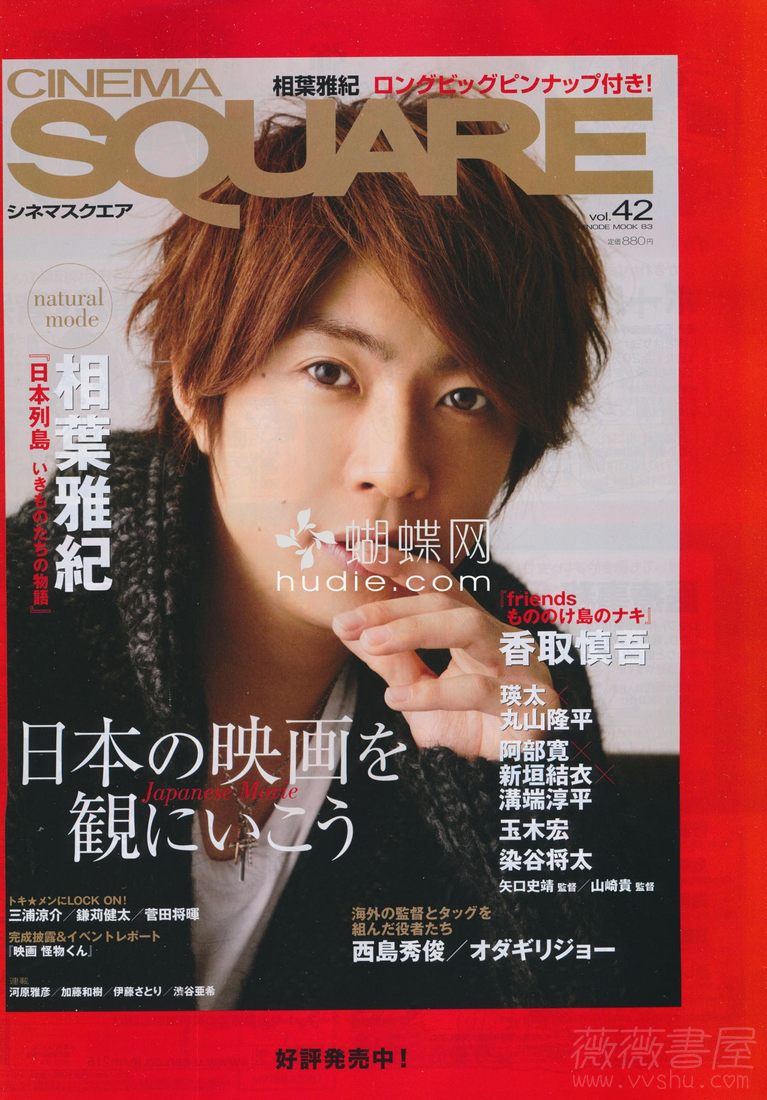 CINEMA
相葉雅紀 ロングビッグピンナップ付き!
SQUARE
シネマスクエア
vol.42
HINODE MOOK 83
定価880円
natural
mode
相葉雅紀
『日本列島 いきものたちの物語』
蝴蝶网
hudie.com
『friends
もののけ島のナキ』
香取慎吾
瑛太×
丸山隆平
阿部寛×
新垣結衣×
溝端淳平
玉木宏
染谷将太
矢口史靖 監督/山崎貴 監督
日本の映画を
Japanese Movie
観にいこう
トキ★メンにLOCK ON!
三浦涼介/鎌苅健太/菅田将暉
完成披露&イベントレポート
『映画 怪物くん』
連載
河原雅彦/加藤和樹/伊藤さとり/渋谷亜希
海外の監督とタッグを
組んだ役者たち
西島秀俊/オダギリジョー
好評発売中!
薇薇書屋
www.vvshu.com